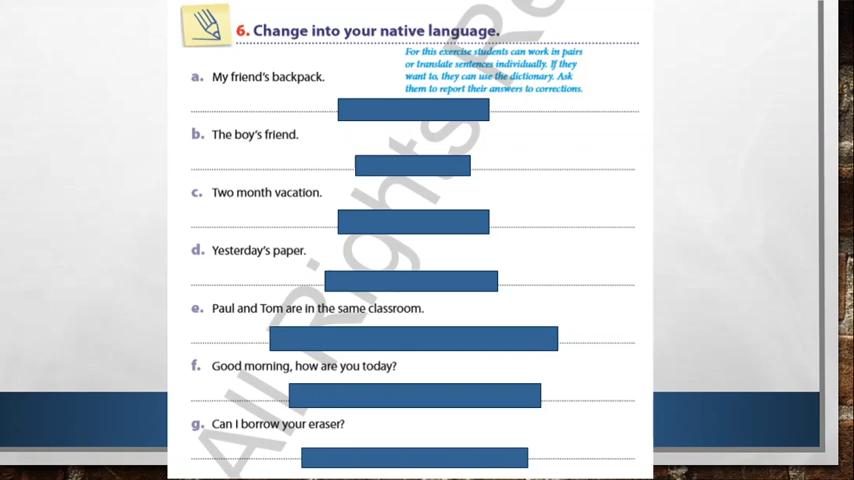 6. Change into your native language.
For this exercise students can work in pairs
or translate sentences individually. If they
want to, they can use the dictionary. Ask
them to report their answers to corrections.
a. My friend's backpack.
b. The boy's friend.
c. Two month vacation.
d. Yesterday's paper.
e. Paul and Tom are in the same classroom.
f. Good morning, how are you today?
g. Can I borrow your eraser?
All Rights Re